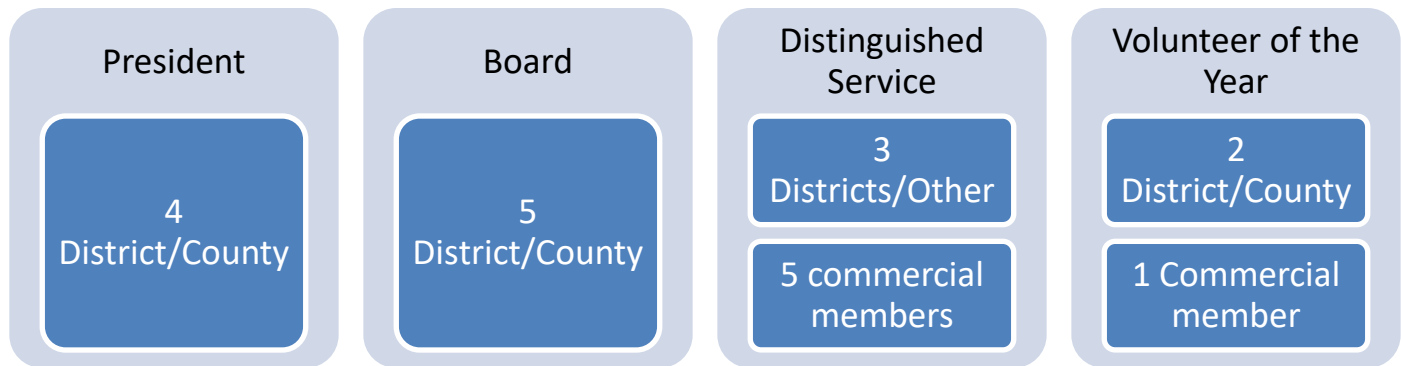 President
4
District/County
Board
5
District/County
Distinguished
Service
3
Districts/Other
5 commercial
members
Volunteer of the
Year
2
District/County
1 Commercial
member